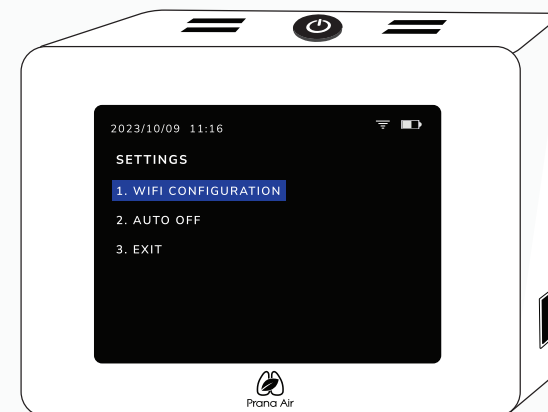 2023/10/09 11:16
SETTINGS
1. WIFI CONFIGURATION
2. AUTO OFF
3. EXIT
Prana Air